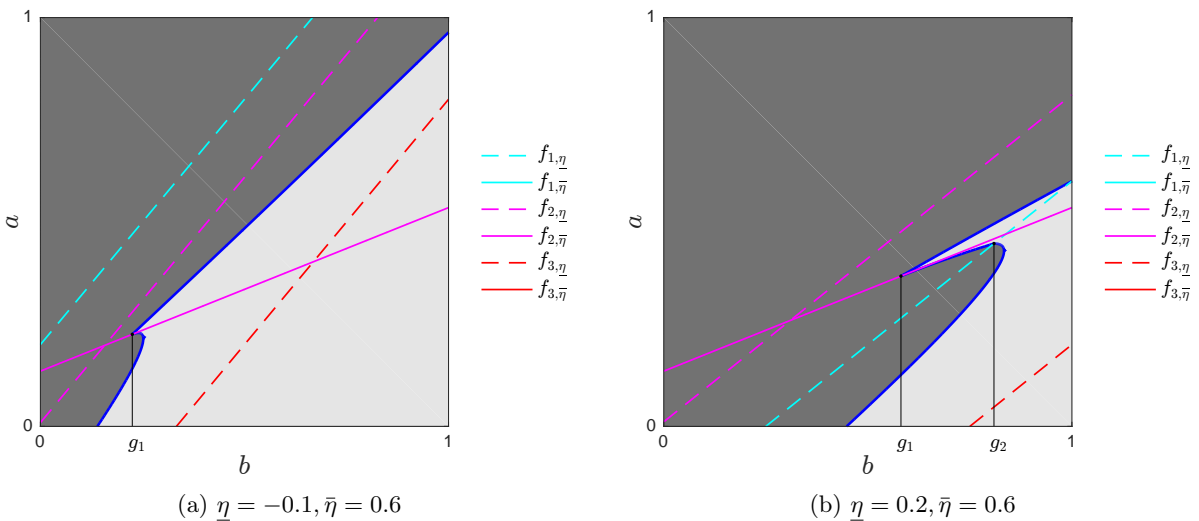 1
a
0
0
g₁
1
b
f₁,η̲
f₁,η̄
f₂,η̲
f₂,η̄
f₃,η̲
f₃,η̄
(a) η̲ = −0.1, η̄ = 0.6
1
a
0
0
g₁
g₂
1
b
f₁,η̲
f₁,η̄
f₂,η̲
f₂,η̄
f₃,η̲
f₃,η̄
(b) η̲ = 0.2, η̄ = 0.6